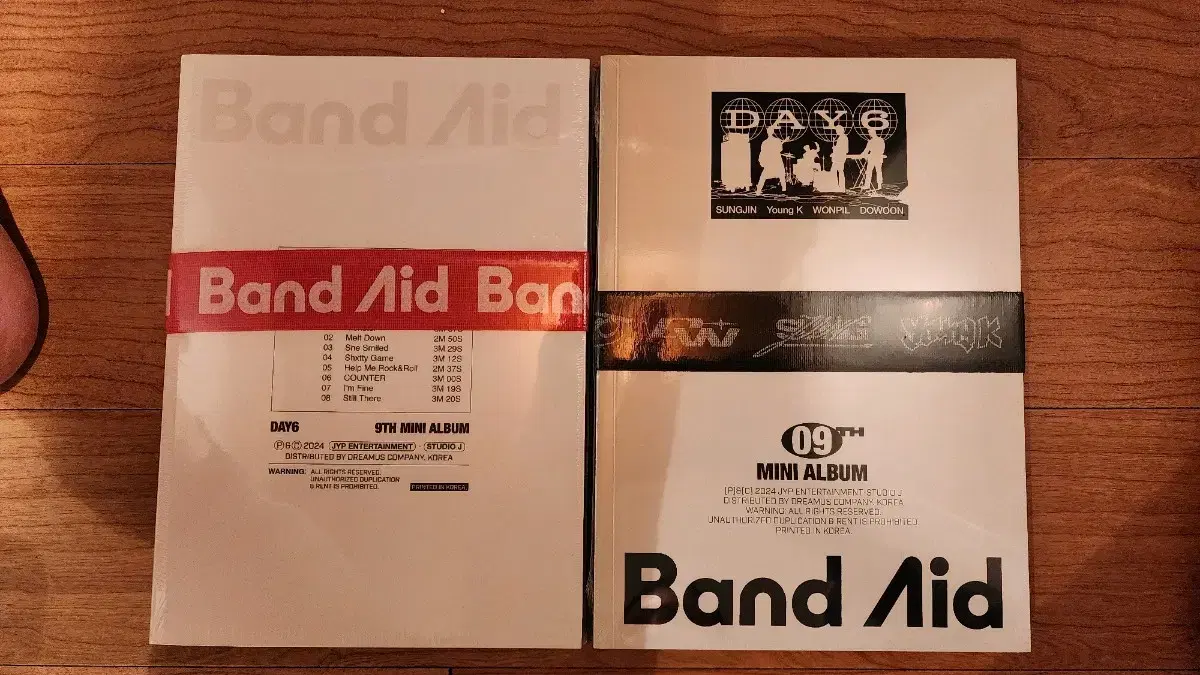 Band Aid
Band Aid Ban
02 Melt Down 2M 50S
03 She Smiled 3M 29S
04 Shxtty Game 3M 12S
05 Help Me Rock&Roll 2M 37S
06 COUNTER 3M 00S
07 I'm Fine 3M 19S
08 Still There 3M 20S
DAY6 9TH MINI ALBUM
Ⓟ&Ⓒ 2024 JYP ENTERTAINMENT · STUDIO J
DISTRIBUTED BY DREAMUS COMPANY, KOREA
WARNING: ALL RIGHTS RESERVED.
UNAUTHORIZED DUPLICATION
& RENT IS PROHIBITED.
PRINTED IN KOREA.
DAY6
SUNGJIN Young K WONPIL DOWOON
YoungK
09TH
MINI ALBUM
(P)&(C) 2024 JYP ENTERTAINMENT·STUDIO J
DISTRIBUTED BY DREAMUS COMPANY, KOREA
WARNING: ALL RIGHTS RESERVED.
UNAUTHORIZED DUPLICATION & RENT IS PROHIBITED.
PRINTED IN KOREA.
Band Aid